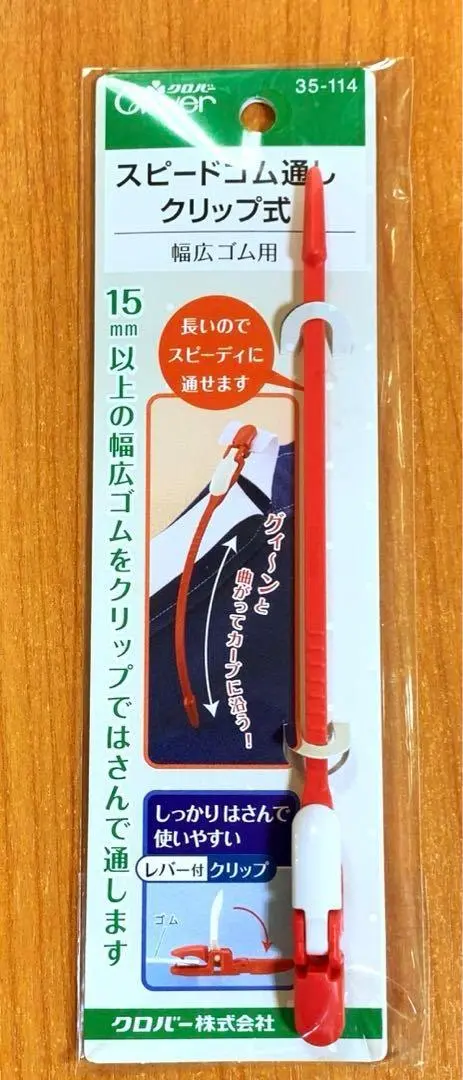 クロバー
Clover
35-114
スピードゴム通し
クリップ式
幅広ゴム用
15mm以上の幅広ゴムをクリップではさんで通します
長いので
スピーディに
通せます
グィ〜ンと
曲がってカーブに沿う!
しっかりはさんで
使いやすい
レバー付クリップ
ゴム
クロバー株式会社